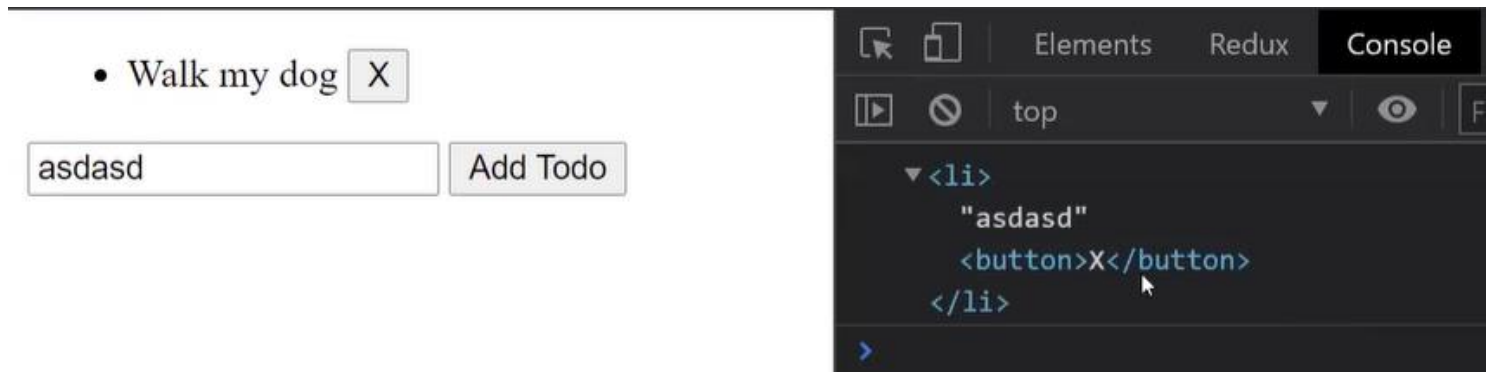 • Walk my dog X
asdasd Add Todo
Elements Redux Console
top F
<li>
"asdasd"
<button>X</button>
</li>